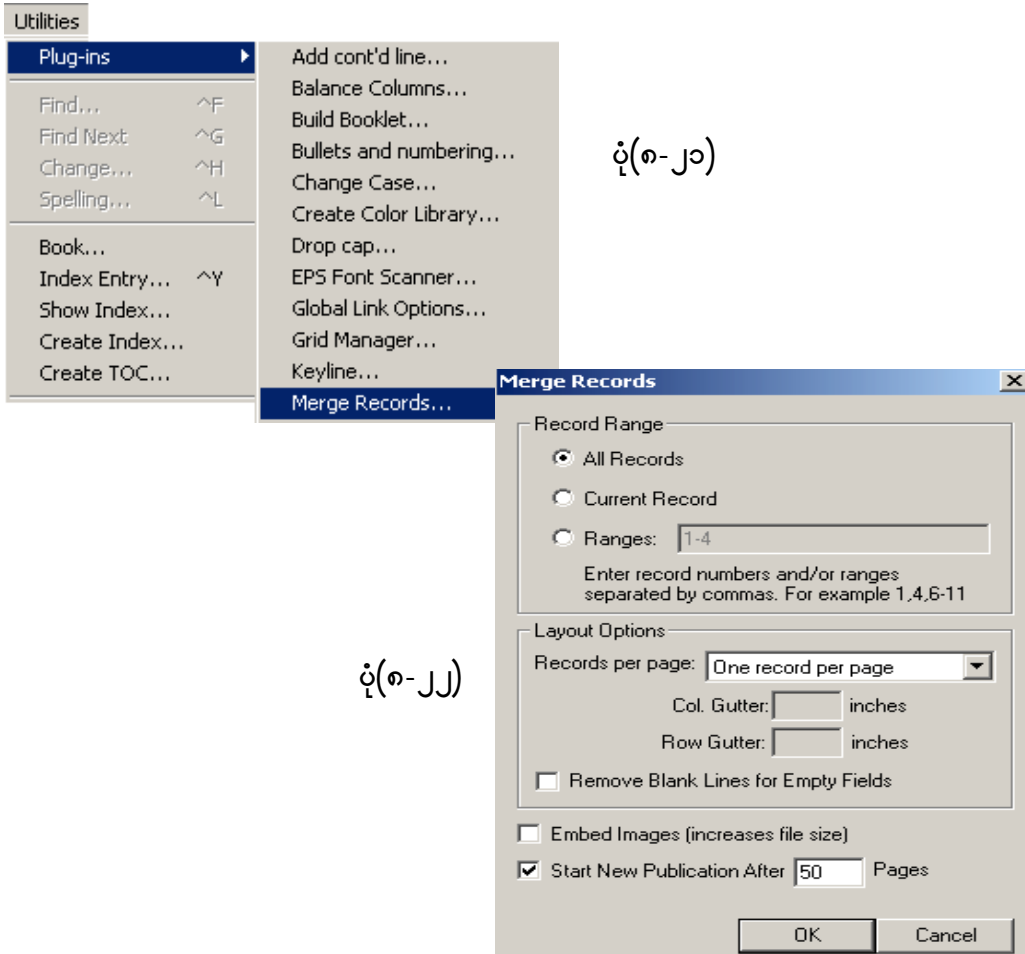 Utilities
Plug-ins
Find... ^F
Find Next ^G
Change... ^H
Spelling... ^L
Book...
Index Entry... ^Y
Show Index...
Create Index...
Create TOC...
Add cont'd line...
Balance Columns...
Build Booklet...
Bullets and numbering...
Change Case...
Create Color Library...
Drop cap...
EPS Font Scanner...
Global Link Options...
Grid Manager...
Keyline...
Merge Records...
ပုံ(၈-၂၁)
Merge Records
Record Range
All Records
Current Record
Ranges: 1-4
Enter record numbers and/or ranges
separated by commas. For example 1,4,6-11
Layout Options
Records per page: One record per page
Col. Gutter: inches
Row Gutter: inches
Remove Blank Lines for Empty Fields
Embed Images (increases file size)
Start New Publication After 50 Pages
OK Cancel
ပုံ(၈-၂၂)